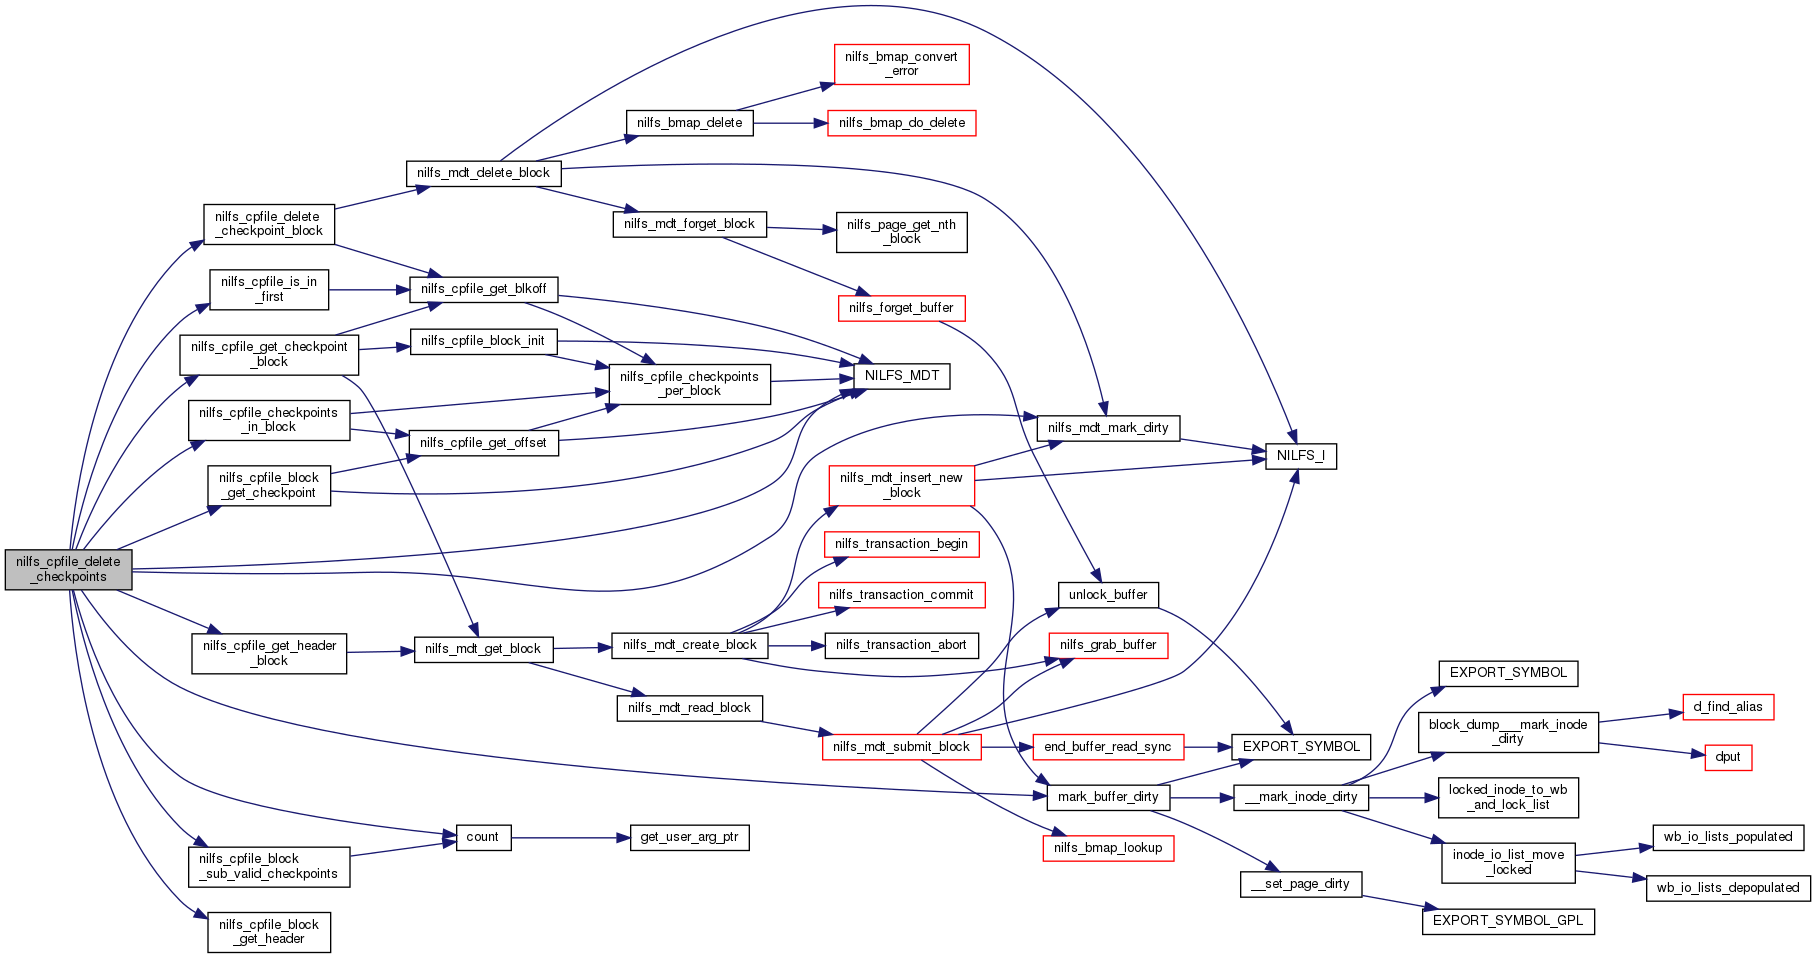 nilfs_cpfile_delete
_checkpoints
nilfs_cpfile_delete
_checkpoint_block
nilfs_cpfile_is_in
_first
nilfs_cpfile_get_checkpoint
_block
nilfs_cpfile_checkpoints
_in_block
nilfs_cpfile_block
_get_checkpoint
nilfs_cpfile_get_header
_block
nilfs_cpfile_block
_sub_valid_checkpoints
nilfs_cpfile_block
_get_header
nilfs_mdt_delete_block
nilfs_cpfile_get_blkoff
nilfs_cpfile_block_init
nilfs_cpfile_get_offset
nilfs_mdt_get_block
count
nilfs_bmap_delete
nilfs_mdt_forget_block
nilfs_cpfile_checkpoints
_per_block
nilfs_mdt_create_block
nilfs_mdt_read_block
get_user_arg_ptr
nilfs_bmap_convert
_error
nilfs_bmap_do_delete
nilfs_page_get_nth
_block
nilfs_forget_buffer
NILFS_MDT
nilfs_mdt_insert_new
_block
nilfs_transaction_begin
nilfs_transaction_commit
nilfs_transaction_abort
nilfs_mdt_submit_block
nilfs_mdt_mark_dirty
unlock_buffer
nilfs_grab_buffer
end_buffer_read_sync
mark_buffer_dirty
nilfs_bmap_lookup
NILFS_I
EXPORT_SYMBOL
__mark_inode_dirty
__set_page_dirty
EXPORT_SYMBOL
block_dump___mark_inode
_dirty
locked_inode_to_wb
_and_lock_list
inode_io_list_move
_locked
EXPORT_SYMBOL_GPL
d_find_alias
dput
wb_io_lists_populated
wb_io_lists_depopulated